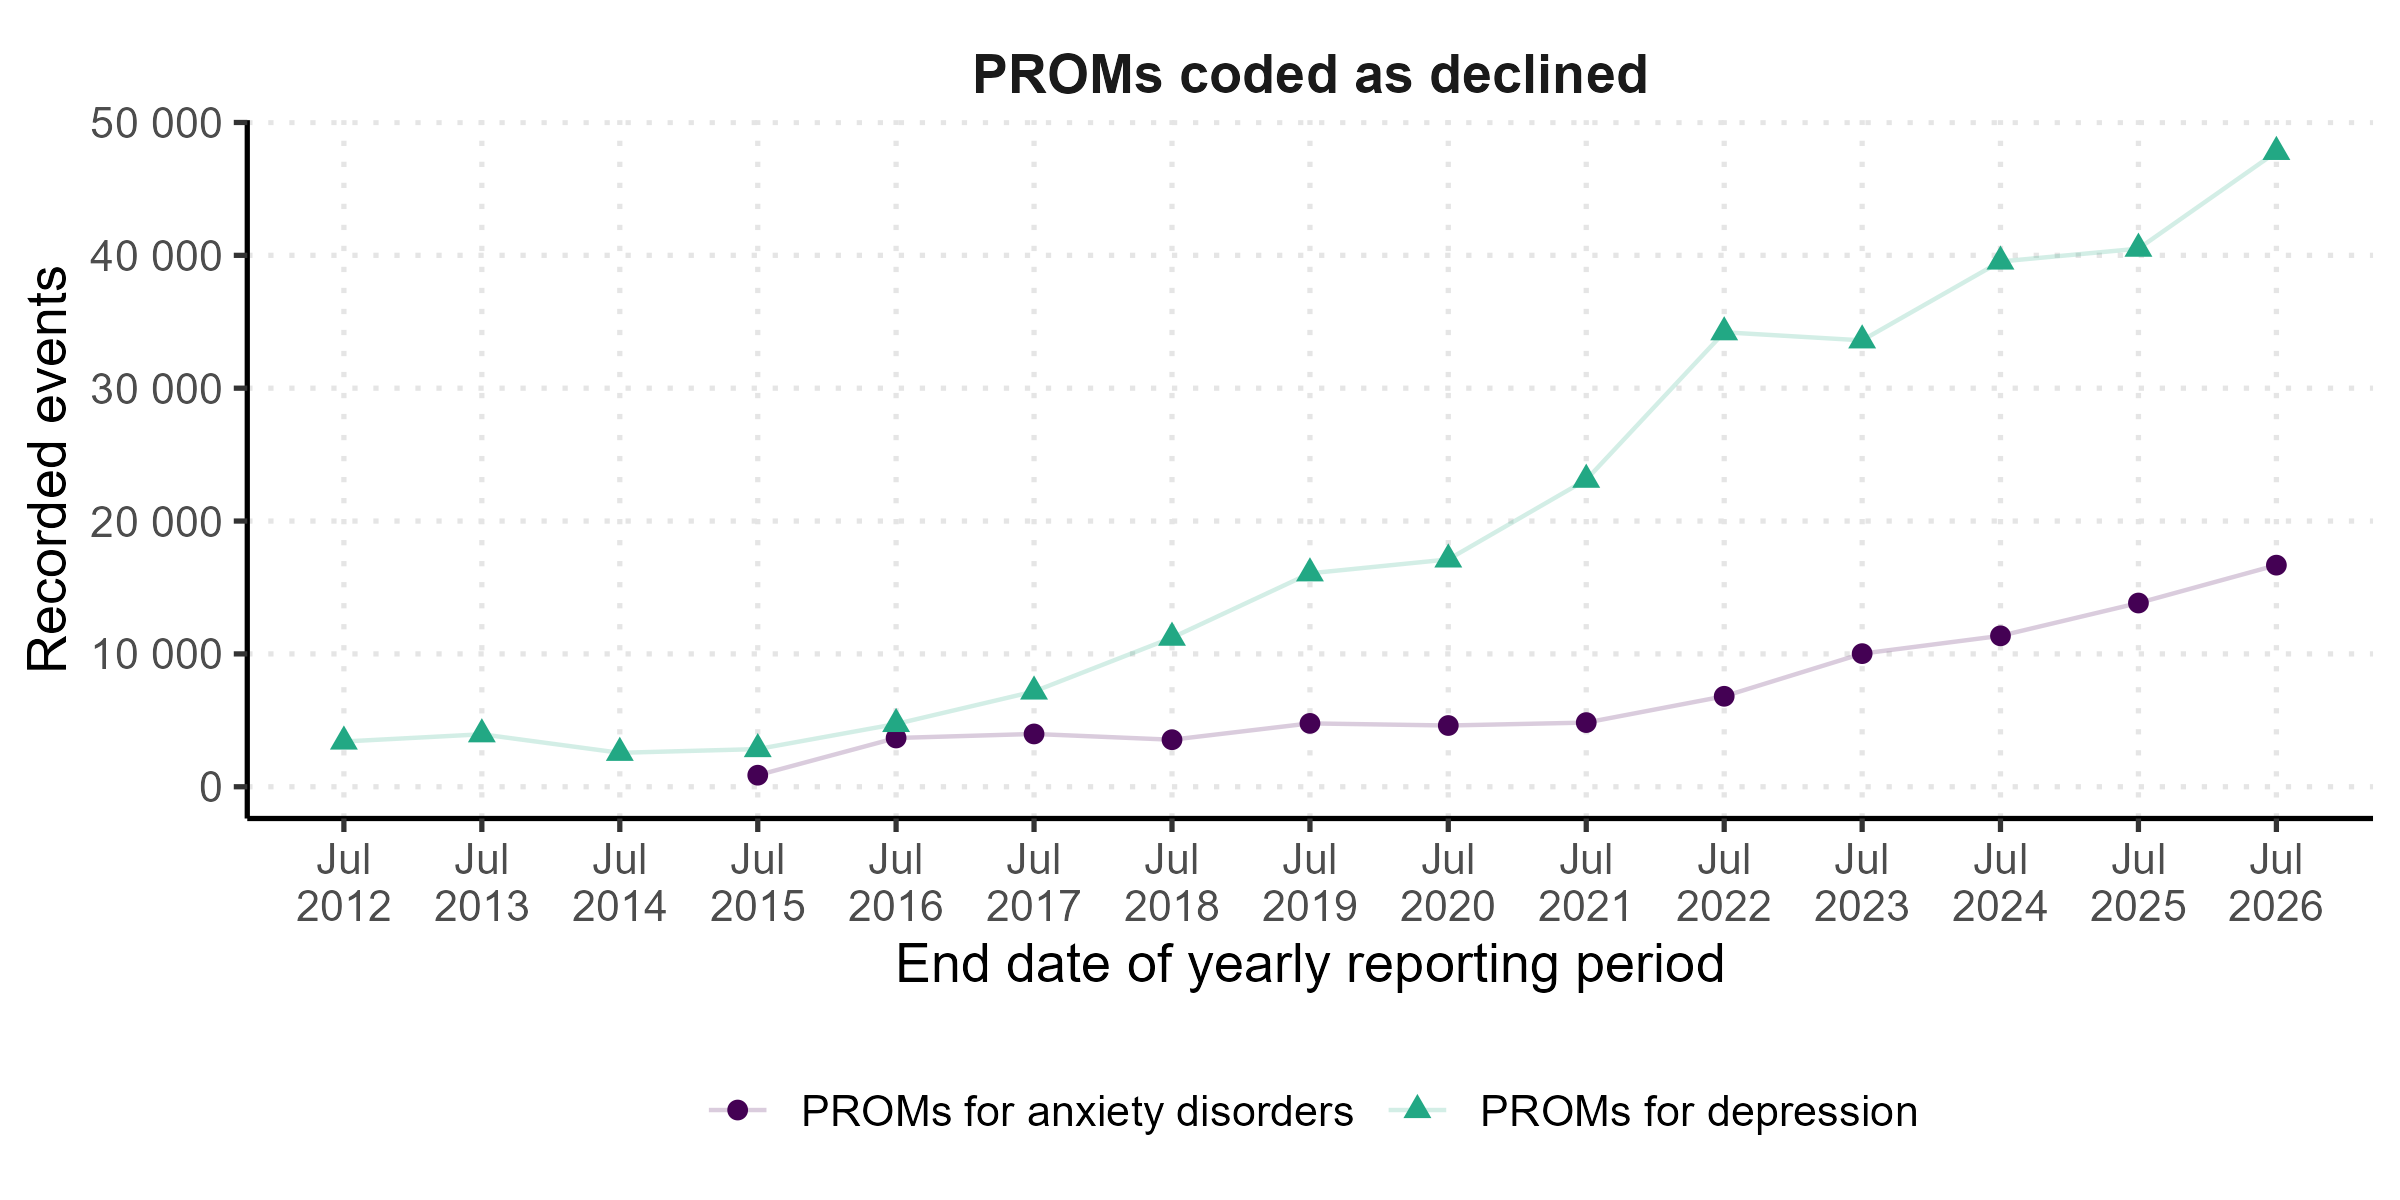 PROMs coded as declined
50 000
40 000
30 000
20 000
10 000
0
Recorded events
Jul 2012
Jul 2013
Jul 2014
Jul 2015
Jul 2016
Jul 2017
Jul 2018
Jul 2019
Jul 2020
Jul 2021
Jul 2022
Jul 2023
Jul 2024
Jul 2025
Jul 2026
End date of yearly reporting period
PROMs for anxiety disorders
PROMs for depression